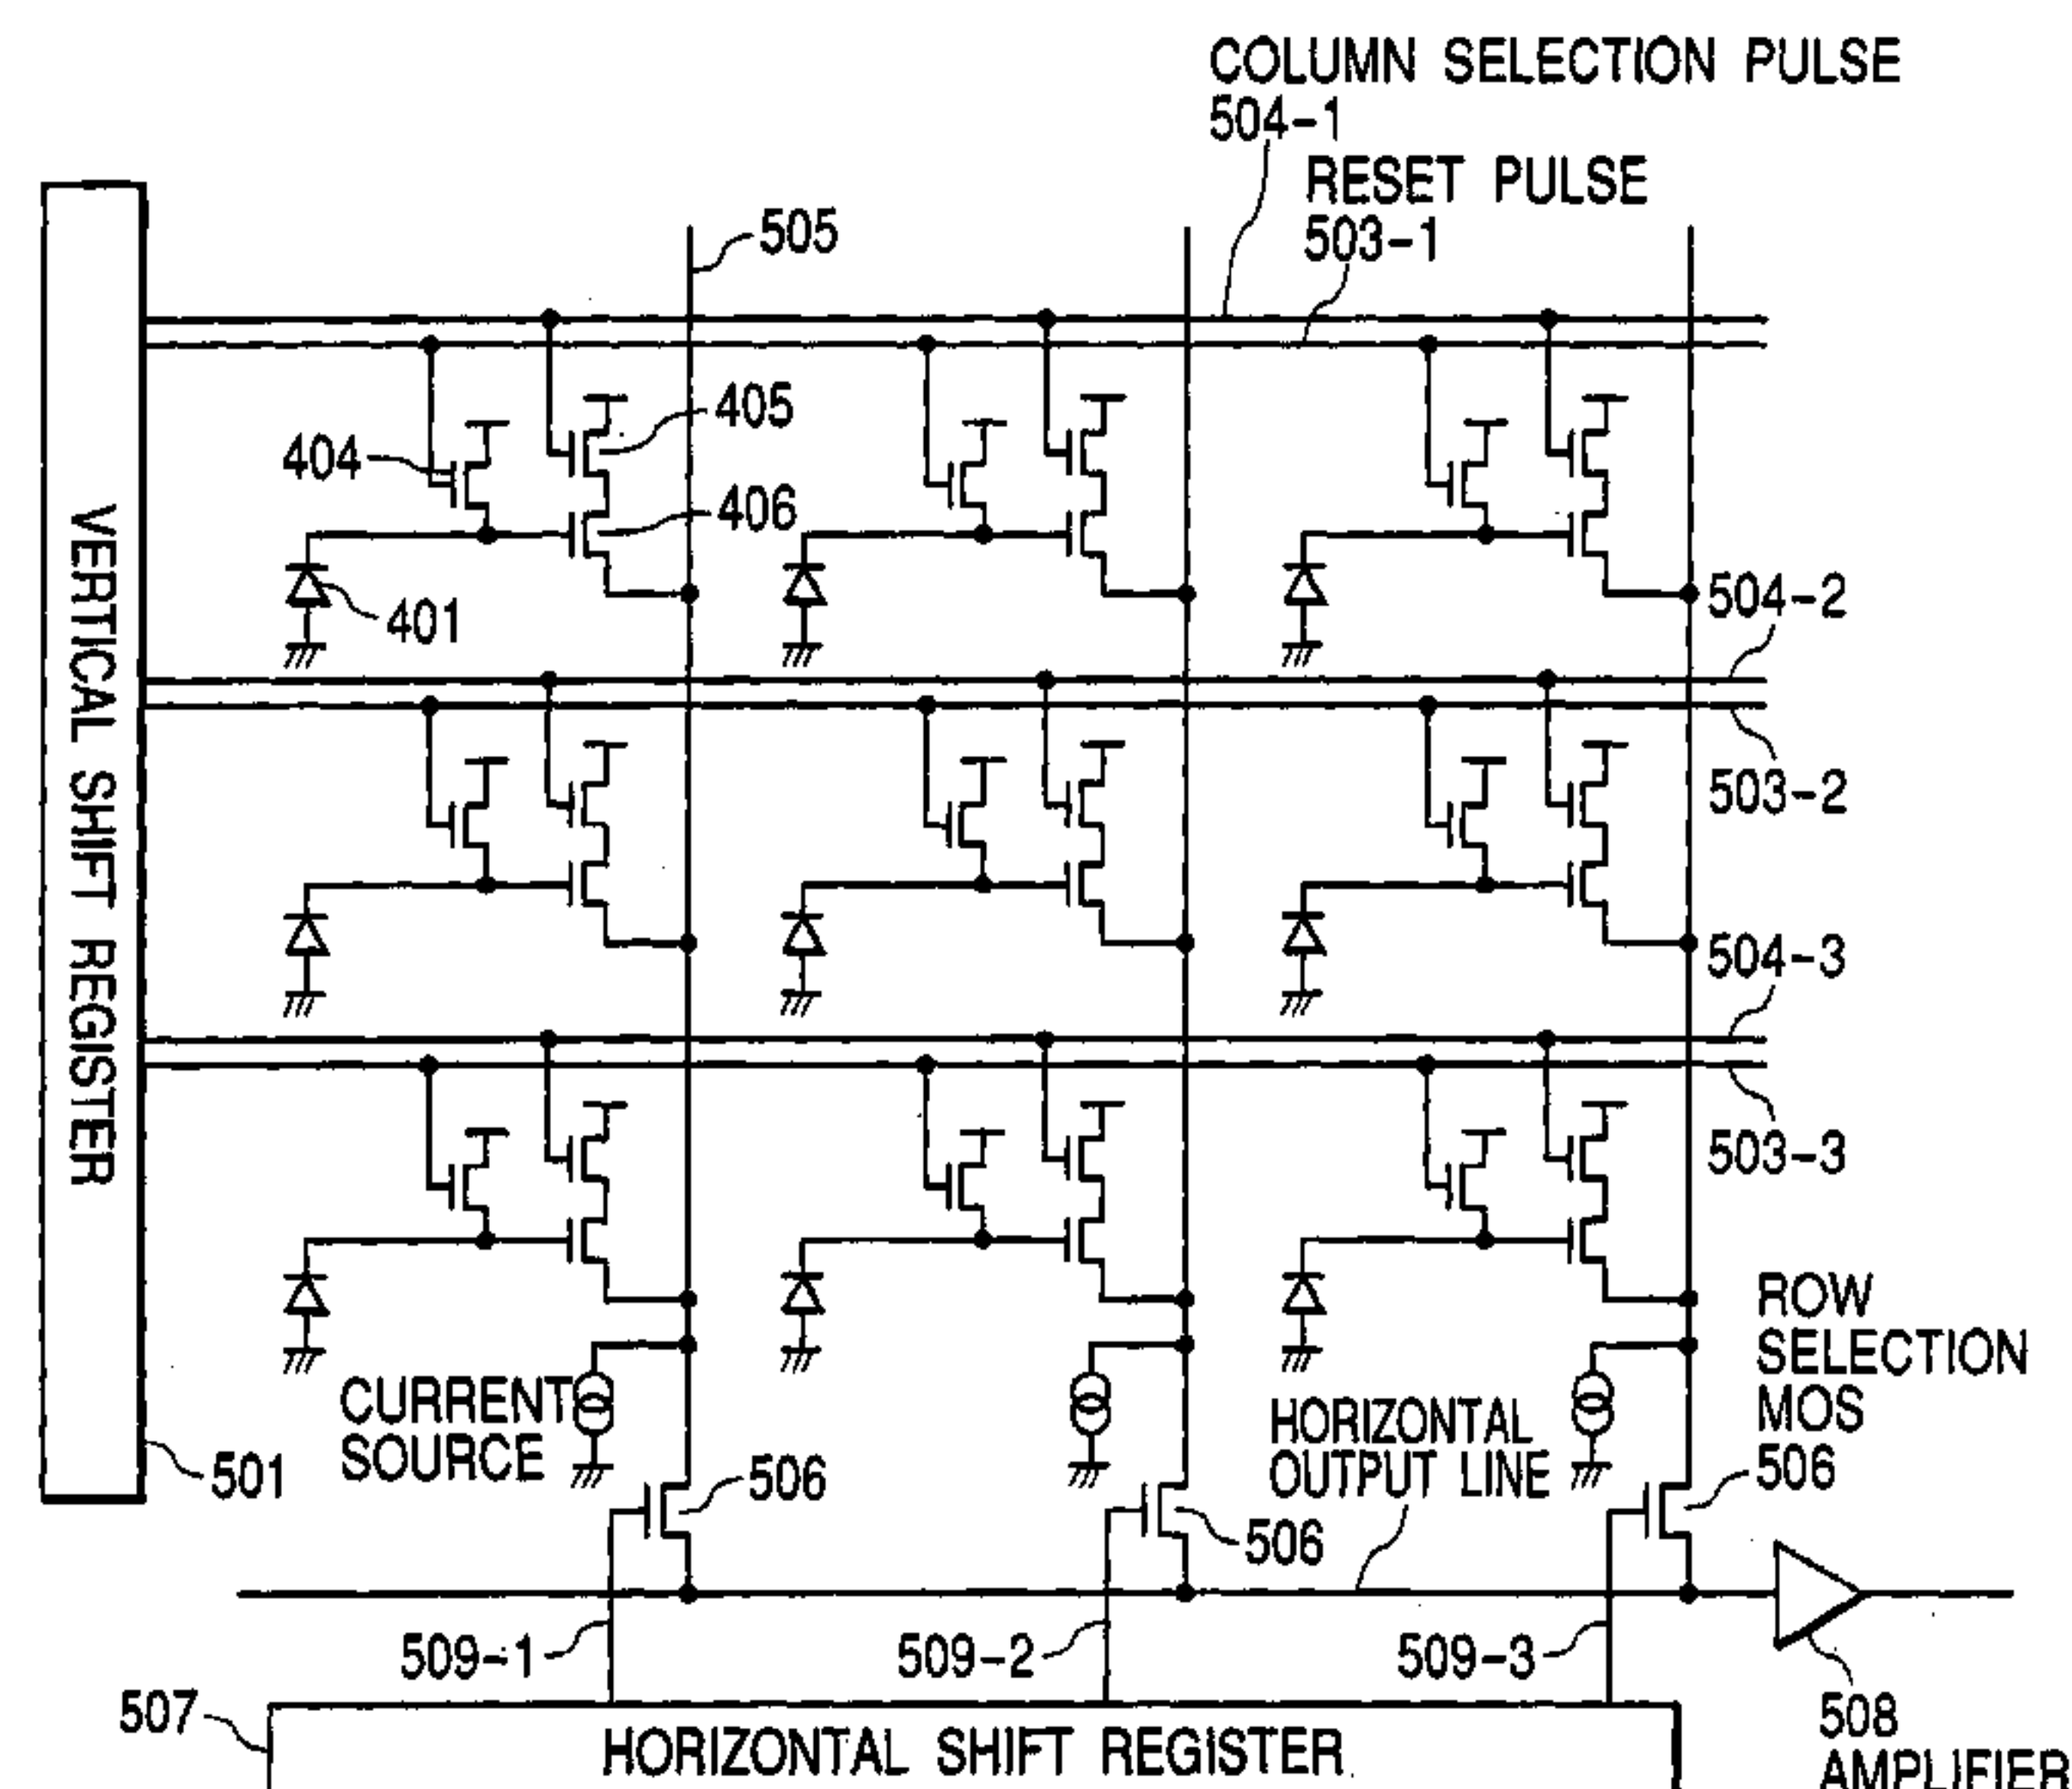 COLUMN SELECTION PULSE
504-1
RESET PULSE
503-1
505
405
404
406
401
504-2
503-2
504-3
503-3
VERTICAL SHIFT REGISTER
501
CURRENT
SOURCE
HORIZONTAL
OUTPUT LINE
ROW
SELECTION
MOS
506
506
506
509-1
509-2
509-3
507
HORIZONTAL SHIFT REGISTER
508
AMPLIFIER